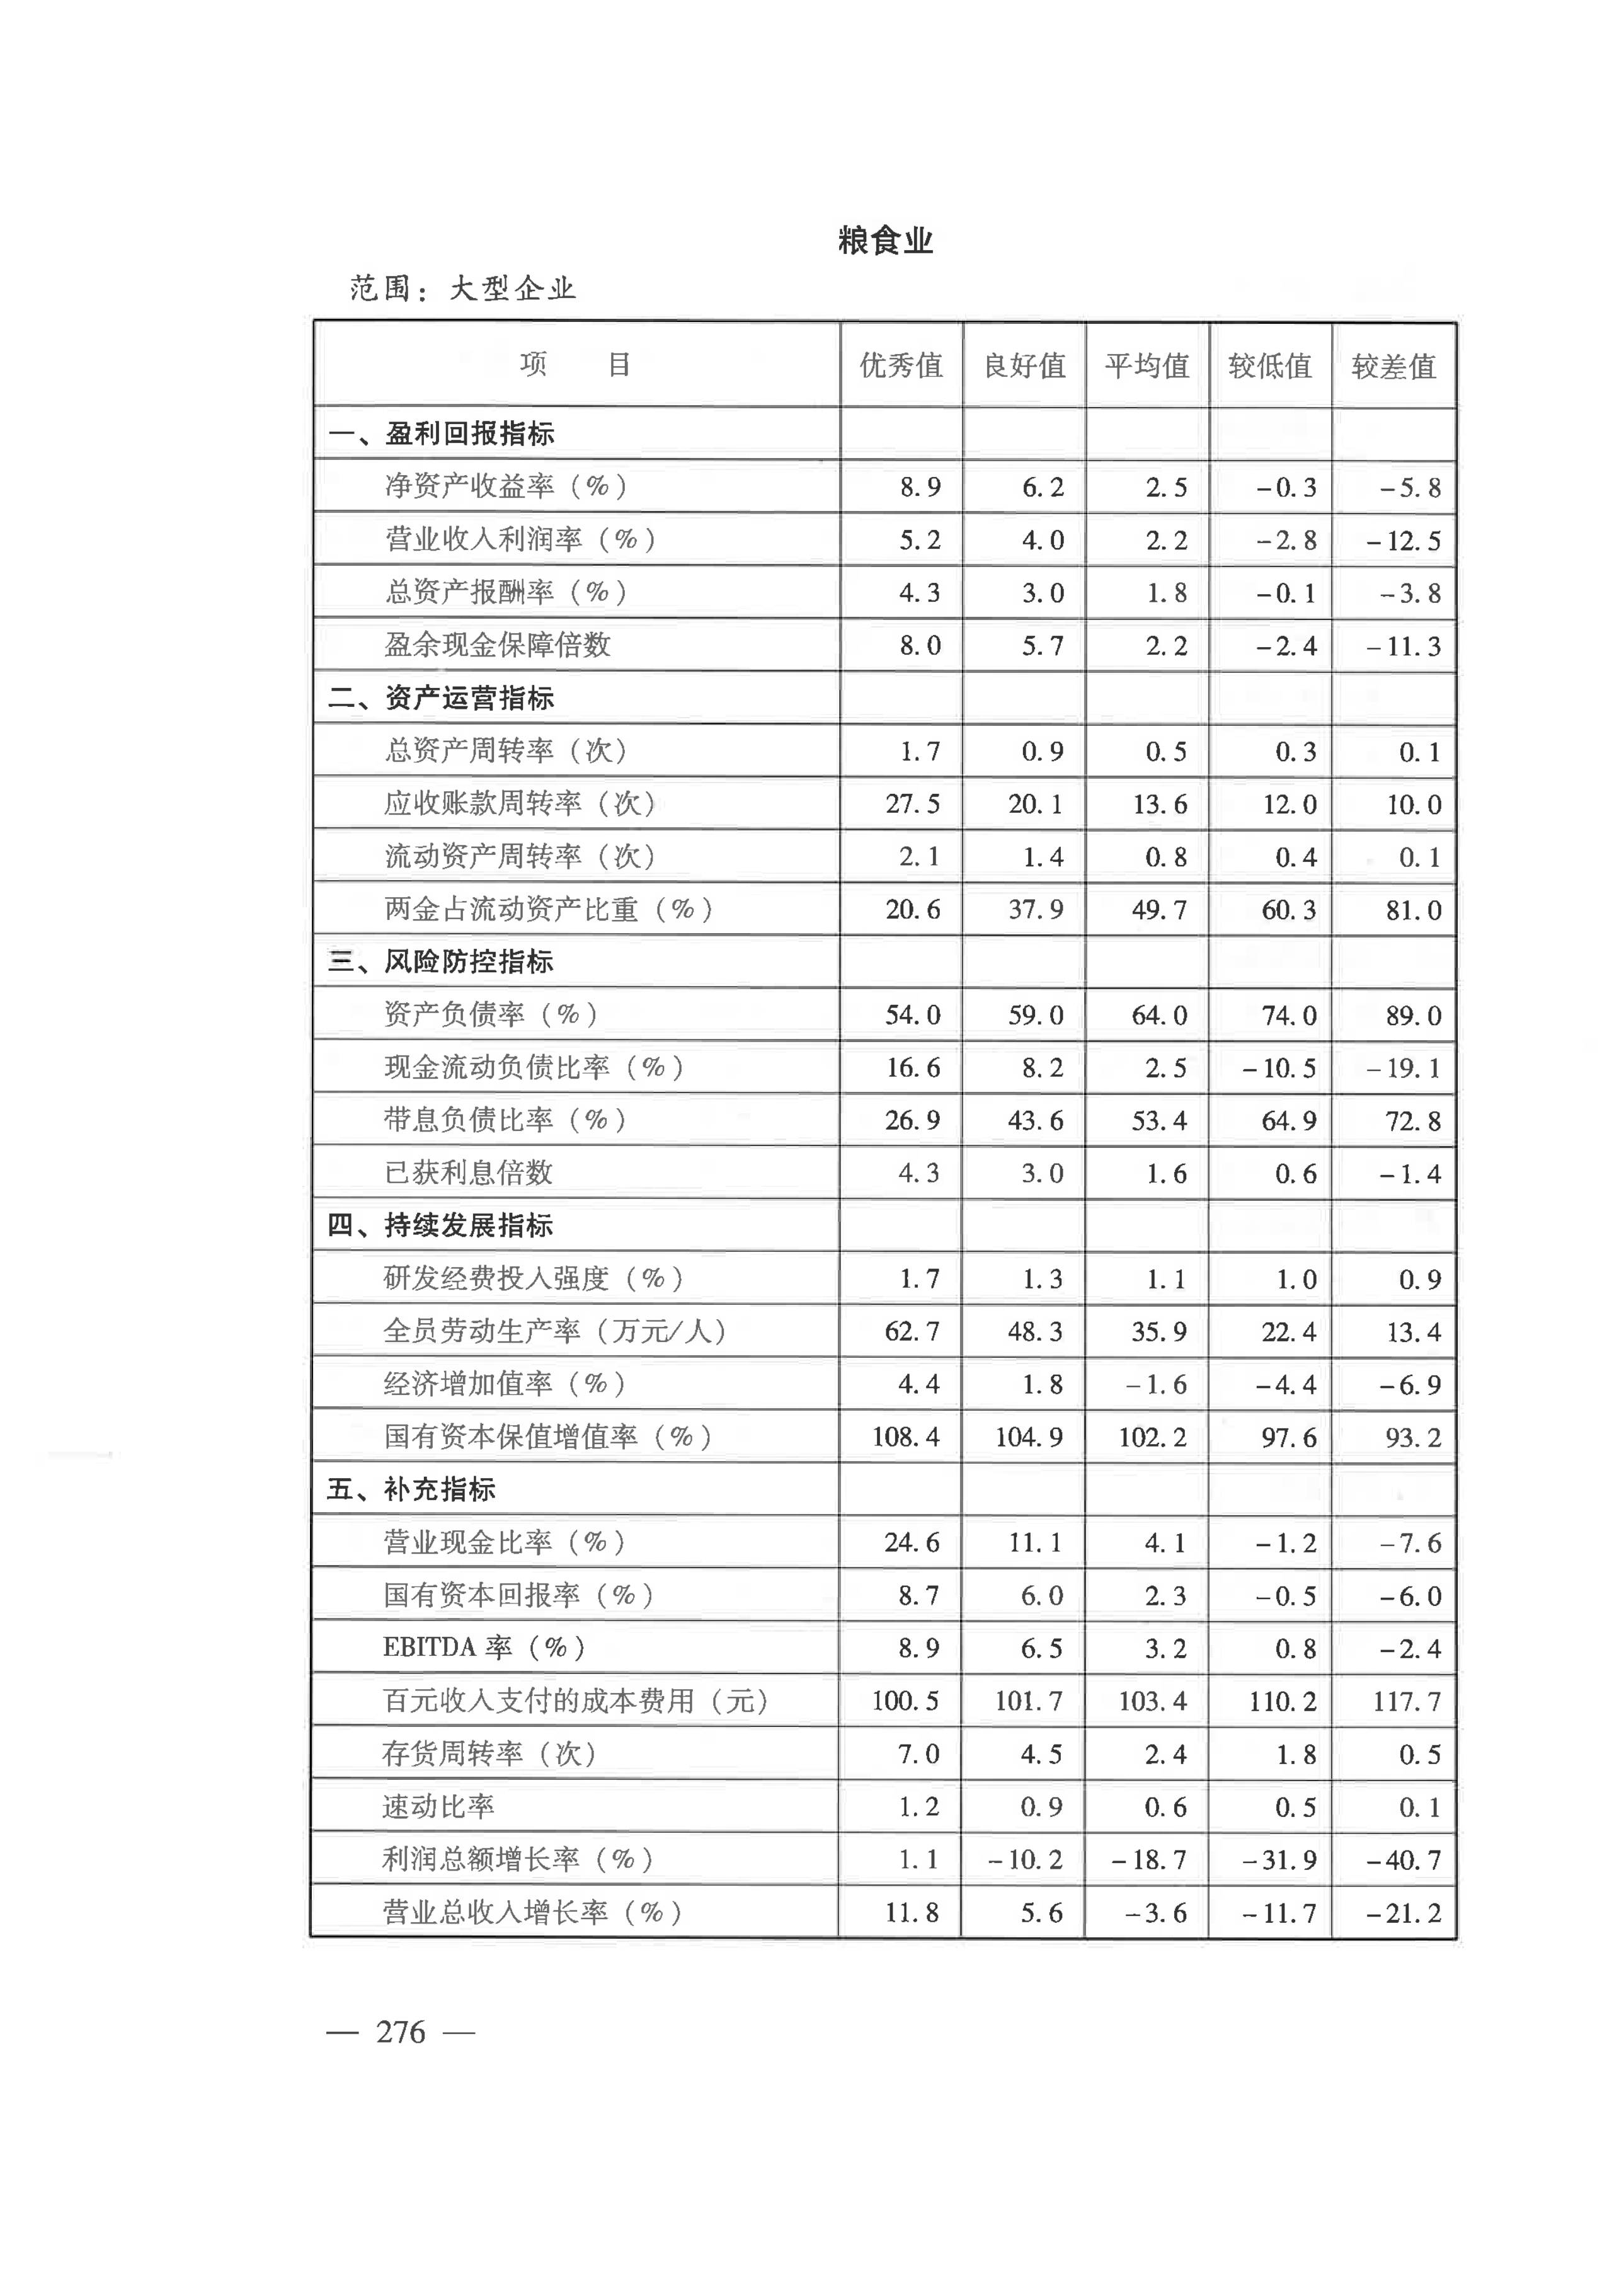 粮食业
范围：大型企业
项 目 优秀值 良好值 平均值 较低值 较差值
一、盈利回报指标
净资产收益率（%） 8.9 6.2 2.5 -0.3 -5.8
营业收入利润率（%） 5.2 4.0 2.2 -2.8 -12.5
总资产报酬率（%） 4.3 3.0 1.8 -0.1 -3.8
盈余现金保障倍数 8.0 5.7 2.2 -2.4 -11.3
二、资产运营指标
总资产周转率（次） 1.7 0.9 0.5 0.3 0.1
应收账款周转率（次） 27.5 20.1 13.6 12.0 10.0
流动资产周转率（次） 2.1 1.4 0.8 0.4 0.1
两金占流动资产比重（%） 20.6 37.9 49.7 60.3 81.0
三、风险防控指标
资产负债率（%） 54.0 59.0 64.0 74.0 89.0
现金流动负债比率（%） 16.6 8.2 2.5 -10.5 -19.1
带息负债比率（%） 26.9 43.6 53.4 64.9 72.8
已获利息倍数 4.3 3.0 1.6 0.6 -1.4
四、持续发展指标
研发经费投入强度（%） 1.7 1.3 1.1 1.0 0.9
全员劳动生产率（万元/人） 62.7 48.3 35.9 22.4 13.4
经济增加值率（%） 4.4 1.8 -1.6 -4.4 -6.9
国有资本保值增值率（%） 108.4 104.9 102.2 97.6 93.2
五、补充指标
营业现金比率（%） 24.6 11.1 4.1 -1.2 -7.6
国有资本回报率（%） 8.7 6.0 2.3 -0.5 -6.0
EBITDA 率（%） 8.9 6.5 3.2 0.8 -2.4
百元收入支付的成本费用（元） 100.5 101.7 103.4 110.2 117.7
存货周转率（次） 7.0 4.5 2.4 1.8 0.5
速动比率 1.2 0.9 0.6 0.5 0.1
利润总额增长率（%） 1.1 -10.2 -18.7 -31.9 -40.7
营业总收入增长率（%） 11.8 5.6 -3.6 -11.7 -21.2
— 276 —